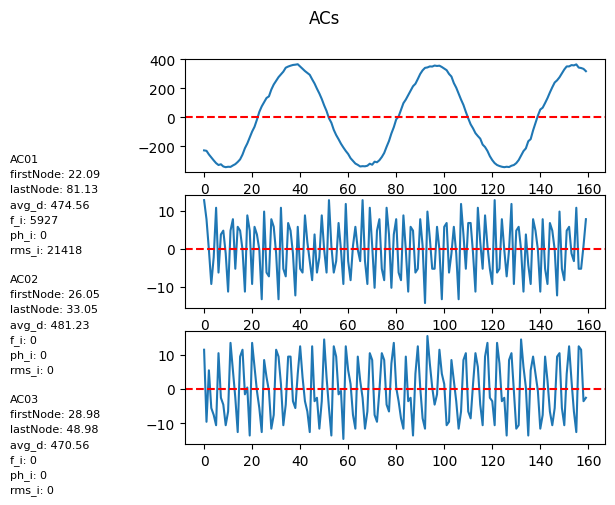 ACs
400
200
0
−200
0 20 40 60 80 100 120 140 160
AC01
firstNode: 22.09
lastNode: 81.13
avg_d: 474.56
f_i: 5927
ph_i: 0
rms_i: 21418
10
0
−10
0 20 40 60 80 100 120 140 160
AC02
firstNode: 26.05
lastNode: 33.05
avg_d: 481.23
f_i: 0
ph_i: 0
rms_i: 0
10
0
−10
0 20 40 60 80 100 120 140 160
AC03
firstNode: 28.98
lastNode: 48.98
avg_d: 470.56
f_i: 0
ph_i: 0
rms_i: 0